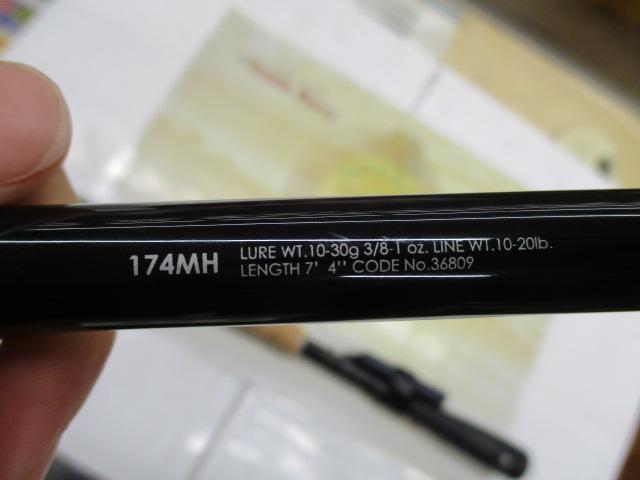 174MH
LURE WT.10-30g 3/8-1 oz. LINE WT.10-20lb.
LENGTH 7' 4'' CODE No.36809